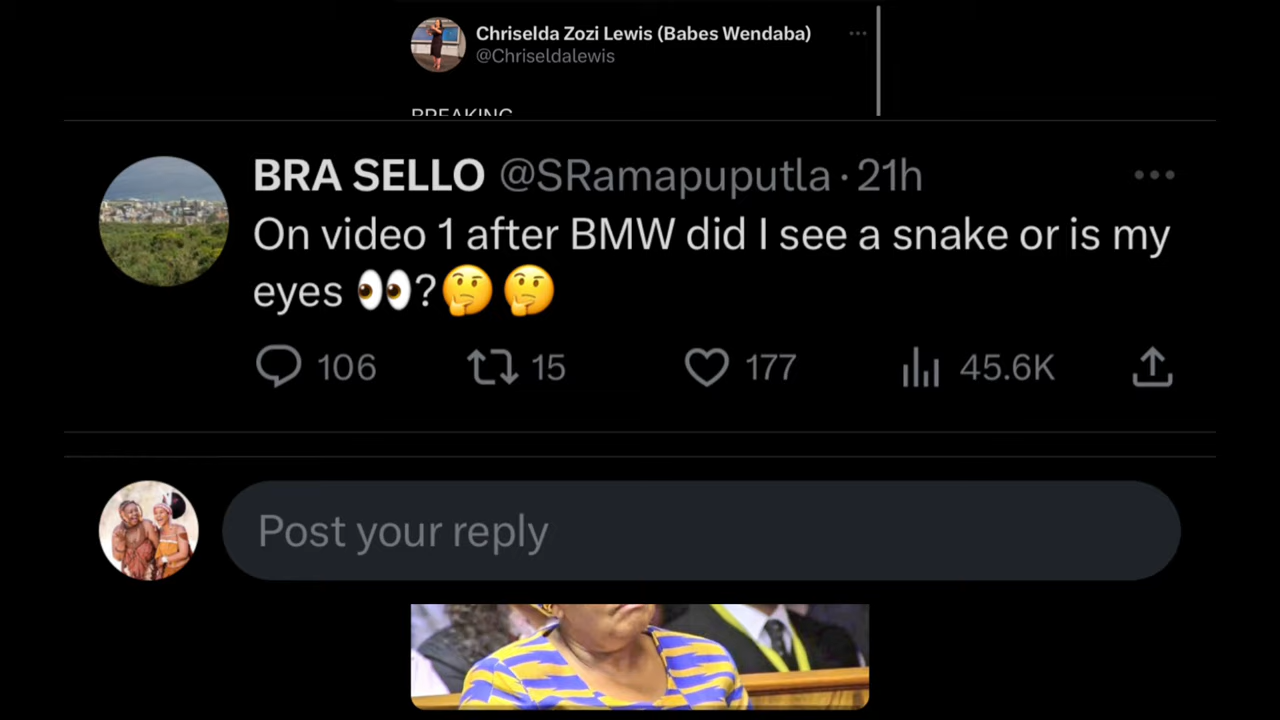 Chriselda Zozi Lewis (Babes Wendaba)
@Chriseldalewis
BREAKING
BRA SELLO @SRamapuputla · 21h
On video 1 after BMW did I see a snake or is my
eyes 👀?🤔🤔
106 15 177 45.6K
Post your reply